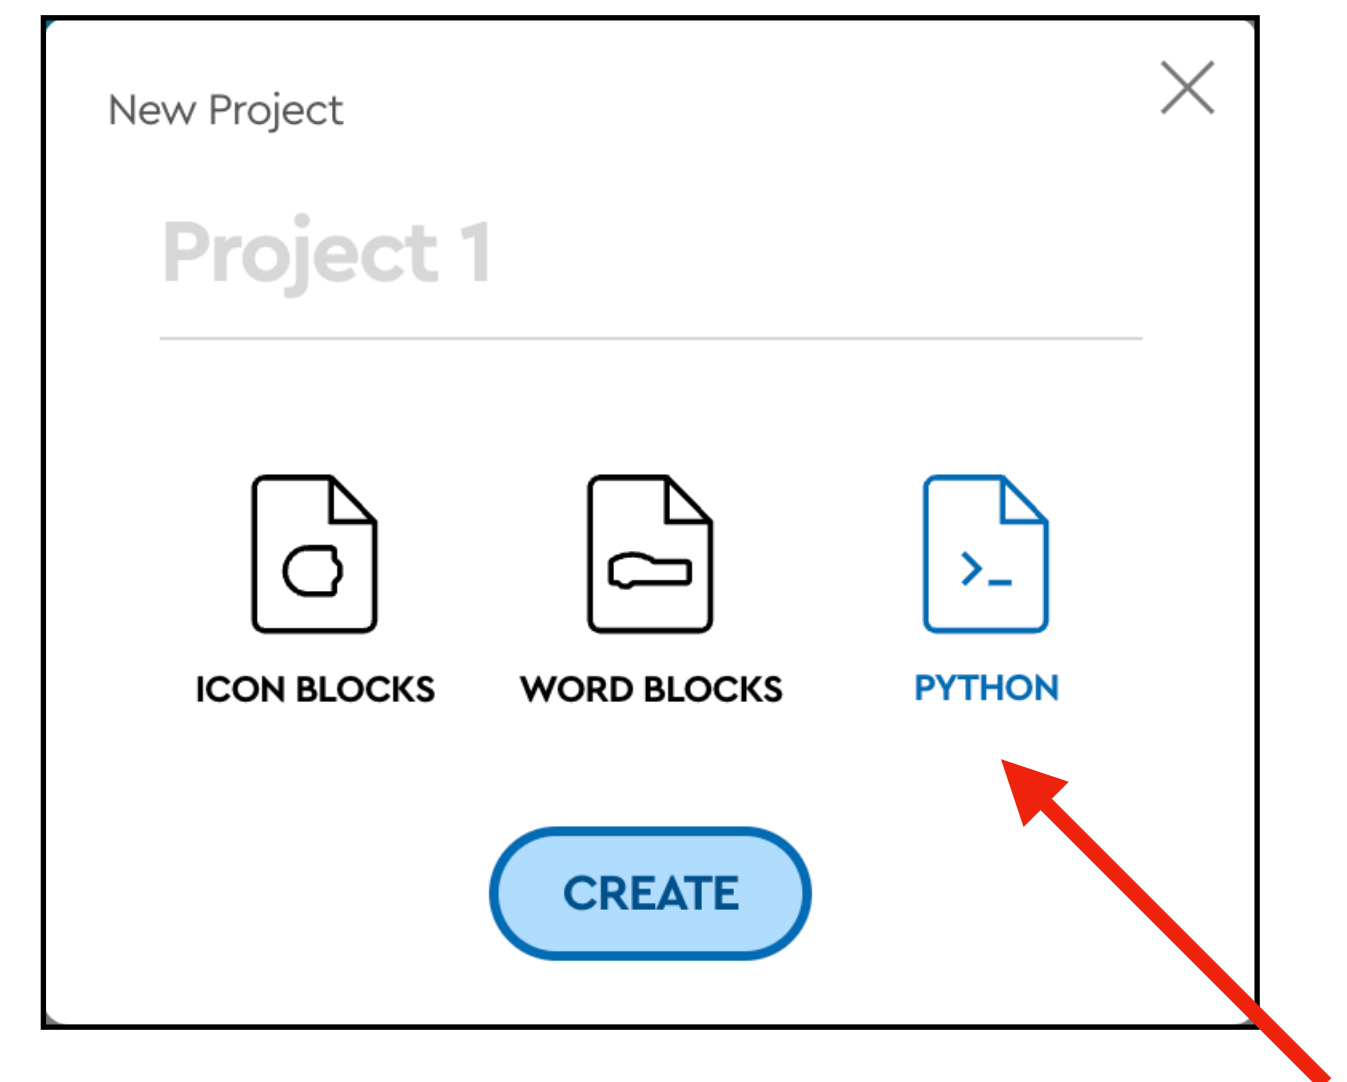 New Project
Project 1
>_
ICON BLOCKS
WORD BLOCKS
PYTHON
CREATE